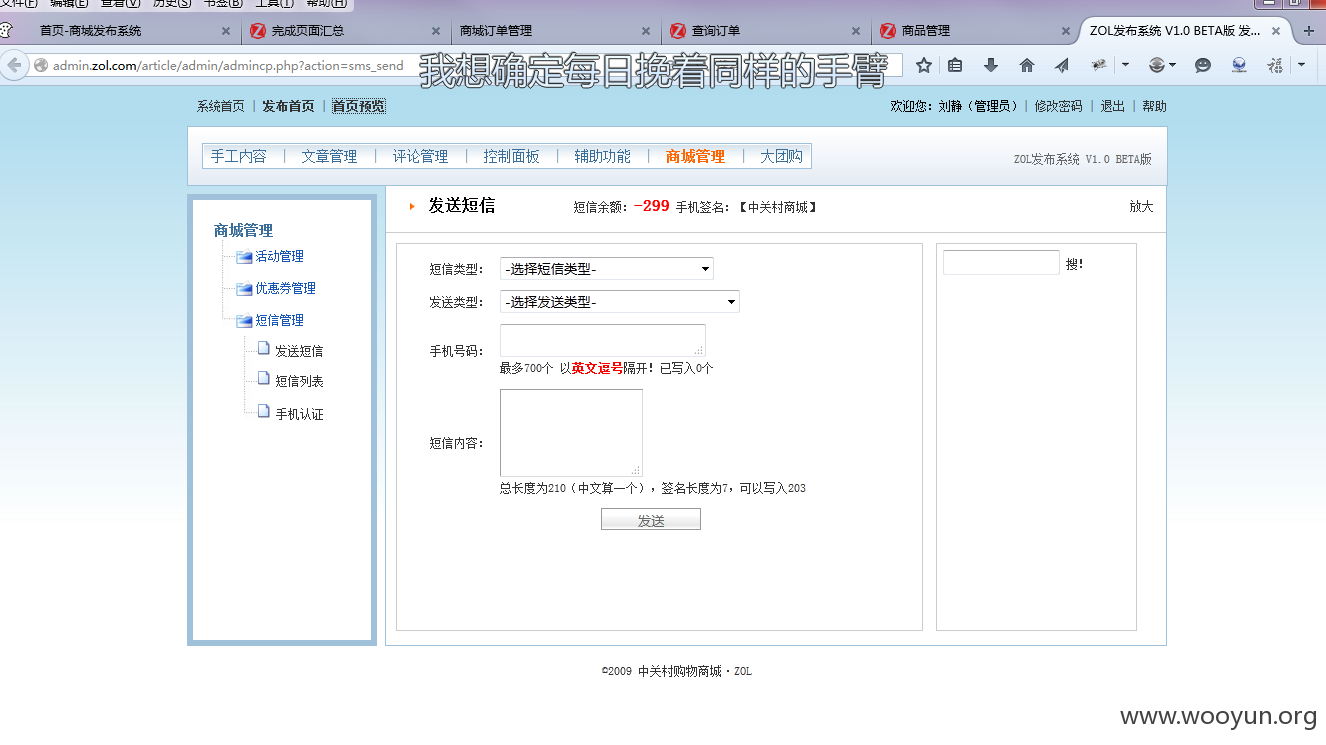 文件(F) 编辑(E) 查看(V) 历史(S) 书签(B) 工具(T) 帮助(H)
首页-商城发布系统 × 完成页面汇总 × 商城订单管理 × 查询订单 × 商品管理 × ZOL发布系统 V1.0 BETA版 发... × +
admin.zol.com/article/admin/admincp.php?action=sms_send
我想确定每日挽着同样的手臂
福
系统首页 | 发布首页 | 首页预览
欢迎您：刘静（管理员） | 修改密码 | 退出 | 帮助
手工内容 | 文章管理 | 评论管理 | 控制面板 | 辅助功能 | 商城管理 | 大团购
ZOL发布系统 V1.0 BETA版
商城管理
活动管理
优惠券管理
短信管理
发送短信
短信列表
手机认证
发送短信 短信余额：-299 手机签名：【中关村商城】 放大
短信类型： -选择短信类型-
发送类型： -选择发送类型-
手机号码：
最多700个 以英文逗号隔开！已写入0个
短信内容：
总长度为210（中文算一个），签名长度为7，可以写入203
发送
搜！
©2009 中关村购物商城·ZOL
www.wooyun.org